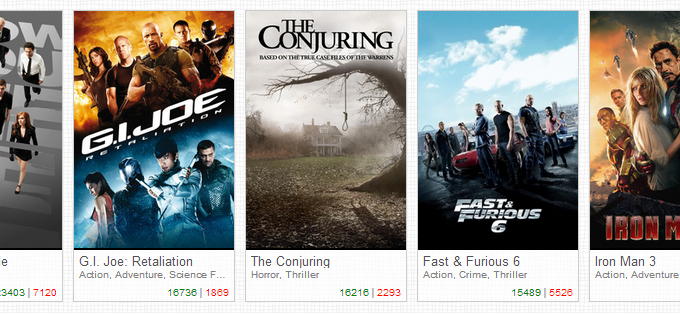 G.I. JOE
RETALIATION
THE
CONJURING
BASED ON THE TRUE CASE FILES OF THE WARRENS
FAST &
FURIOUS
6
IRON M
le
23403 | 7120
G.I. Joe: Retaliation
Action, Adventure, Science F...
16736 | 1869
The Conjuring
Horror, Thriller
16216 | 2293
Fast & Furious 6
Action, Crime, Thriller
15489 | 5526
Iron Man 3
Action, Adventure